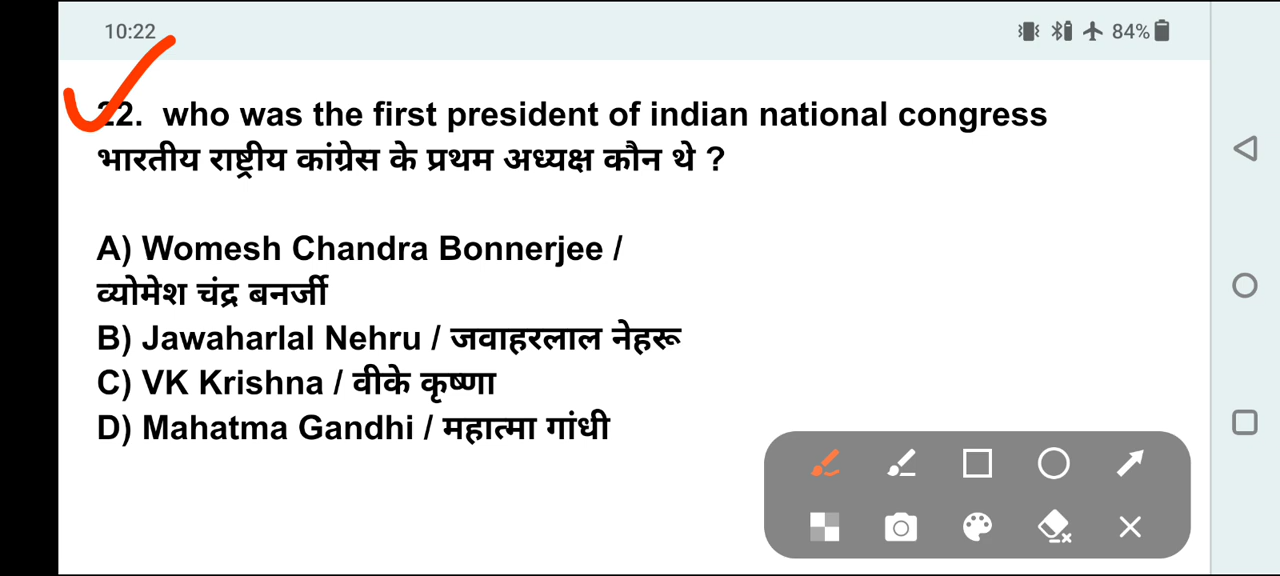 10:22
84%
22. who was the first president of indian national congress
भारतीय राष्ट्रीय कांग्रेस के प्रथम अध्यक्ष कौन थे ?
A) Womesh Chandra Bonnerjee /
व्योमेश चंद्र बनर्जी
B) Jawaharlal Nehru / जवाहरलाल नेहरू
C) VK Krishna / वीके कृष्णा
D) Mahatma Gandhi / महात्मा गांधी